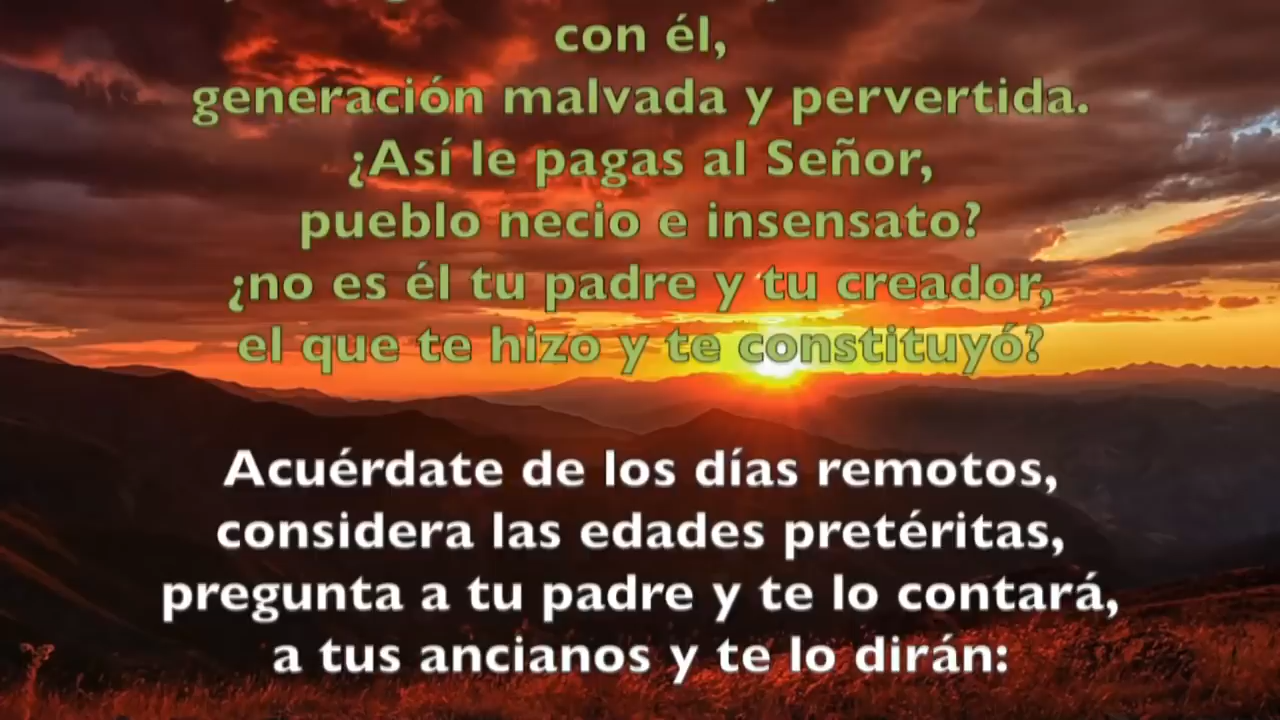 con él,
generación malvada y pervertida.
¿Así le pagas al Señor,
pueblo necio e insensato?
¿no es él tu padre y tu creador,
el que te hizo y te constituyó?
Acuérdate de los días remotos,
considera las edades pretéritas,
pregunta a tu padre y te lo contará,
a tus ancianos y te lo dirán: